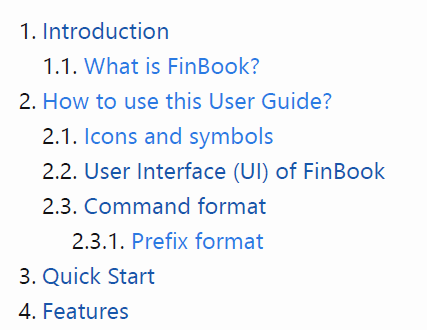 1. Introduction
1.1. What is FinBook?
2. How to use this User Guide?
2.1. Icons and symbols
2.2. User Interface (UI) of FinBook
2.3. Command format
2.3.1. Prefix format
3. Quick Start
4. Features